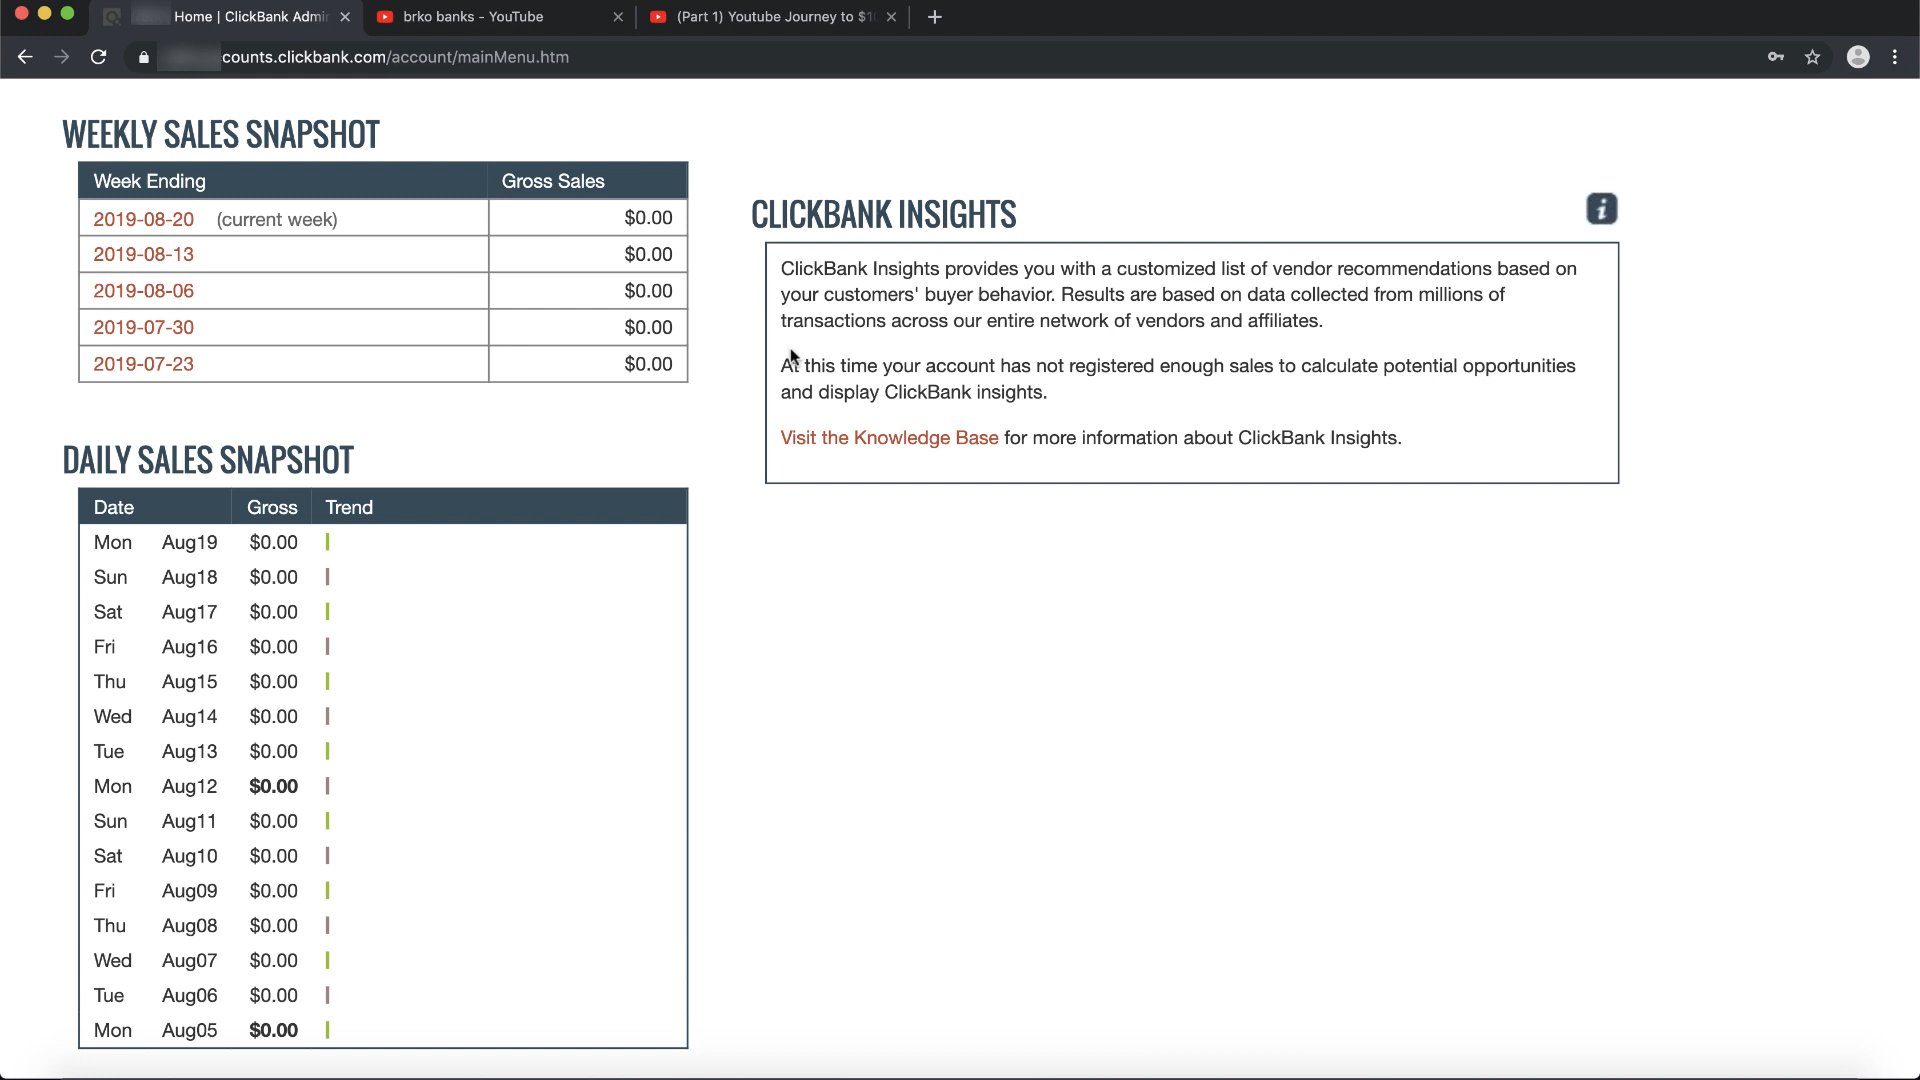 Home | ClickBank Admi
brko banks - YouTube
(Part 1) Youtube Journey to $1
counts.clickbank.com/account/mainMenu.htm
WEEKLY SALES SNAPSHOT
Week Ending Gross Sales
2019-08-20 (current week) $0.00
2019-08-13 $0.00
2019-08-06 $0.00
2019-07-30 $0.00
2019-07-23 $0.00
CLICKBANK INSIGHTS
ClickBank Insights provides you with a customized list of vendor recommendations based on
your customers' buyer behavior. Results are based on data collected from millions of
transactions across our entire network of vendors and affiliates.
At this time your account has not registered enough sales to calculate potential opportunities
and display ClickBank insights.
Visit the Knowledge Base for more information about ClickBank Insights.
DAILY SALES SNAPSHOT
Date Gross Trend
Mon Aug19 $0.00
Sun Aug18 $0.00
Sat Aug17 $0.00
Fri Aug16 $0.00
Thu Aug15 $0.00
Wed Aug14 $0.00
Tue Aug13 $0.00
Mon Aug12 $0.00
Sun Aug11 $0.00
Sat Aug10 $0.00
Fri Aug09 $0.00
Thu Aug08 $0.00
Wed Aug07 $0.00
Tue Aug06 $0.00
Mon Aug05 $0.00